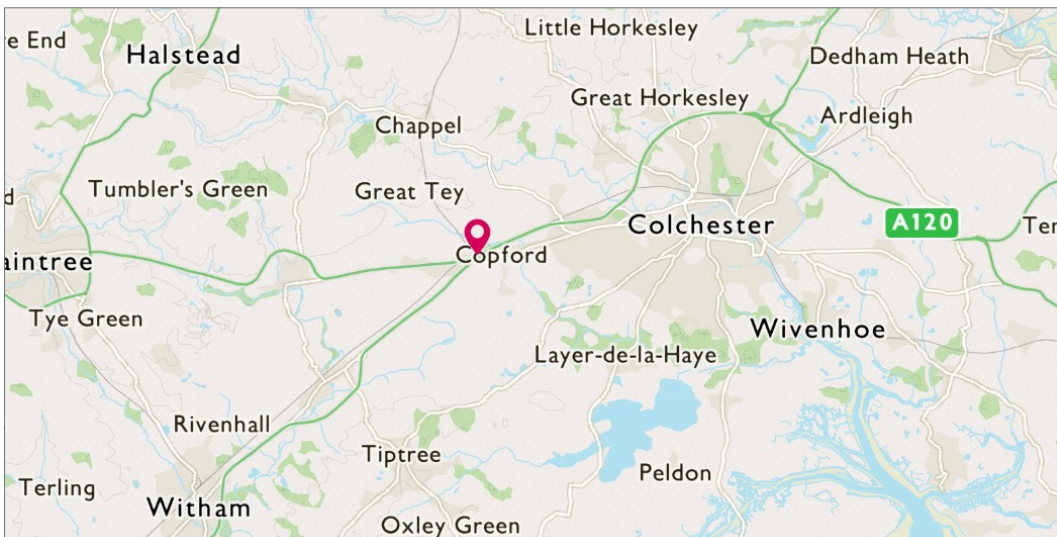 Little Horkesley
e End
Halstead
Dedham Heath
Great Horkesley
Ardleigh
Chappel
Tumbler's Green
Great Tey
d
Colchester
A120
Ter
Copford
aintree
Tye Green
Wivenhoe
Layer-de-la-Haye
Rivenhall
Tiptree
Peldon
Terling
Witham
Oxley Green